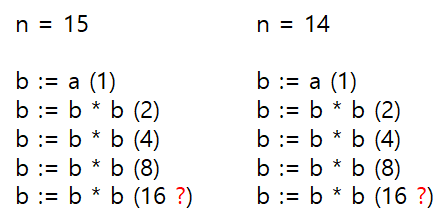 n = 15
b := a (1)
b := b * b (2)
b := b * b (4)
b := b * b (8)
b := b * b (16 ?)
n = 14
b := a (1)
b := b * b (2)
b := b * b (4)
b := b * b (8)
b := b * b (16 ?)